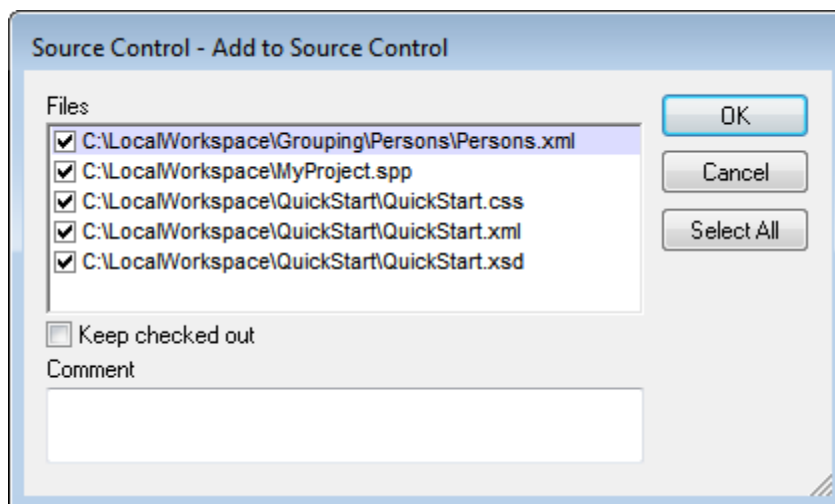 Source Control - Add to Source Control
Files
C:\LocalWorkspace\Grouping\Persons\Persons.xml
C:\LocalWorkspace\MyProject.spp
C:\LocalWorkspace\QuickStart\QuickStart.css
C:\LocalWorkspace\QuickStart\QuickStart.xml
C:\LocalWorkspace\QuickStart\QuickStart.xsd
OK
Cancel
Select All
Keep checked out
Comment